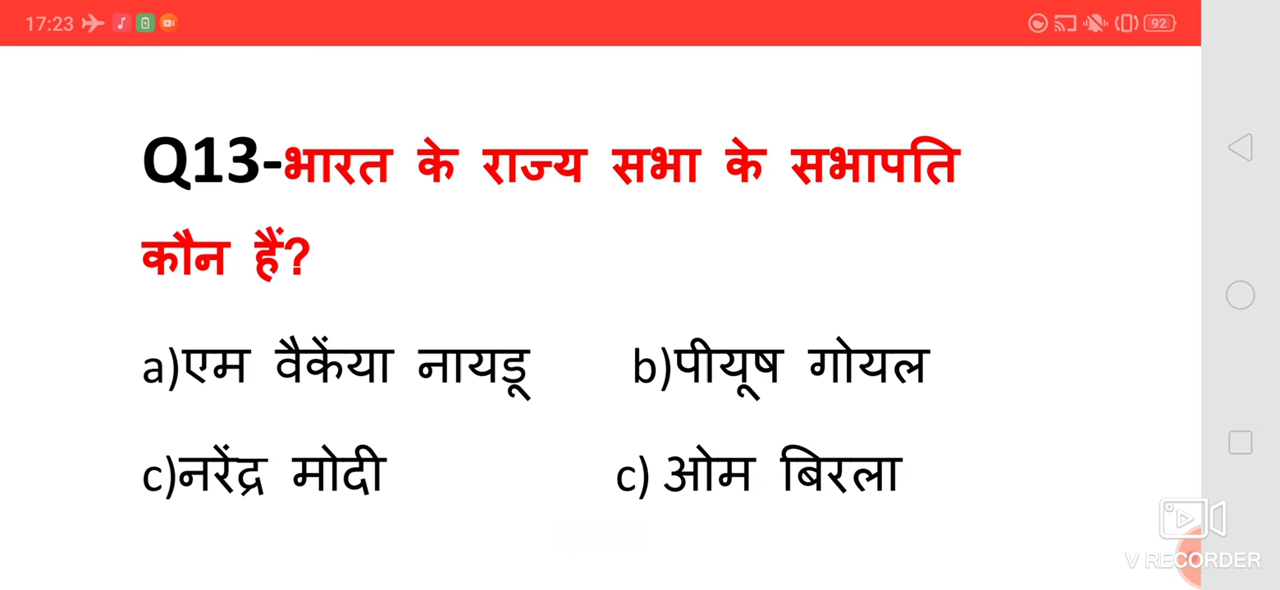 17:23
92
Q13-भारत के राज्य सभा के सभापति
कौन हैं?
a)एम वैकेंया नायडू b)पीयूष गोयल
c)नरेंद्र मोदी c) ओम बिरला
V RECORDER